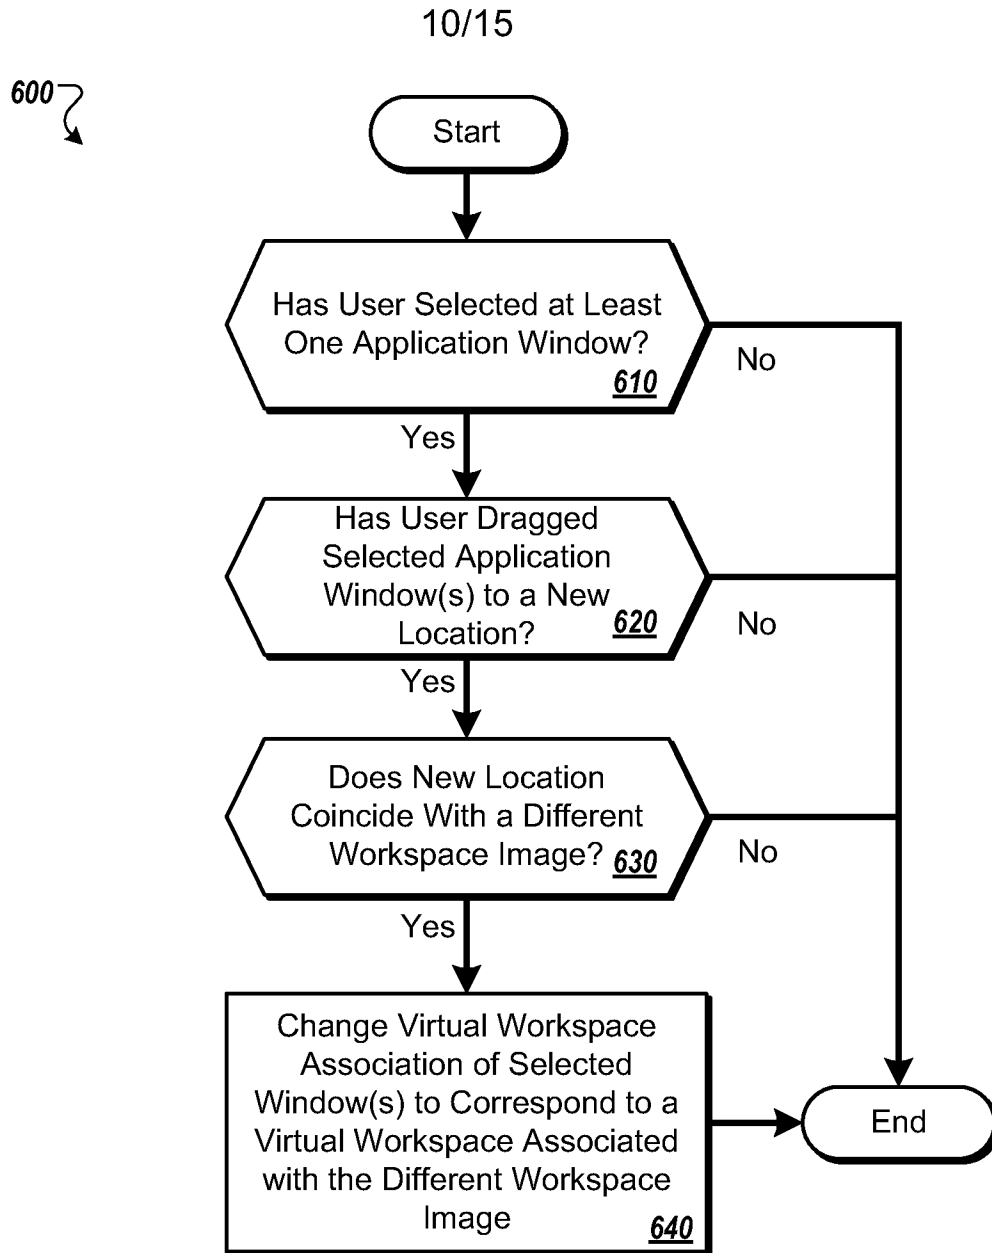 10/15
600
Start
Has User Selected at Least
One Application Window?
610
No
Yes
Has User Dragged
Selected Application
Window(s) to a New
Location?
620
No
Yes
Does New Location
Coincide With a Different
Workspace Image?
630
No
Yes
Change Virtual Workspace
Association of Selected
Window(s) to Correspond to a
Virtual Workspace Associated
with the Different Workspace
Image
640
End